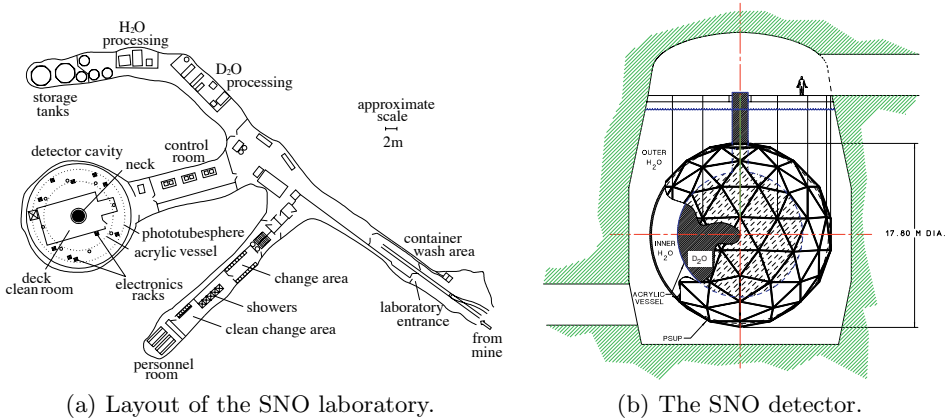 H₂O
processing
D₂O
processing
storage
tanks
approximate
scale
2m
detector cavity
control
room
neck
phototubesphere
acrylic vessel
deck
clean room
electronics
racks
change area
showers
clean change area
personnel
room
container
wash area
laboratory
entrance
from
mine
(a) Layout of the SNO laboratory.
OUTER
H₂O
17.80 M DIA.
INNER
H₂O
D₂O
ACRYLIC
VESSEL
PSUP
(b) The SNO detector.